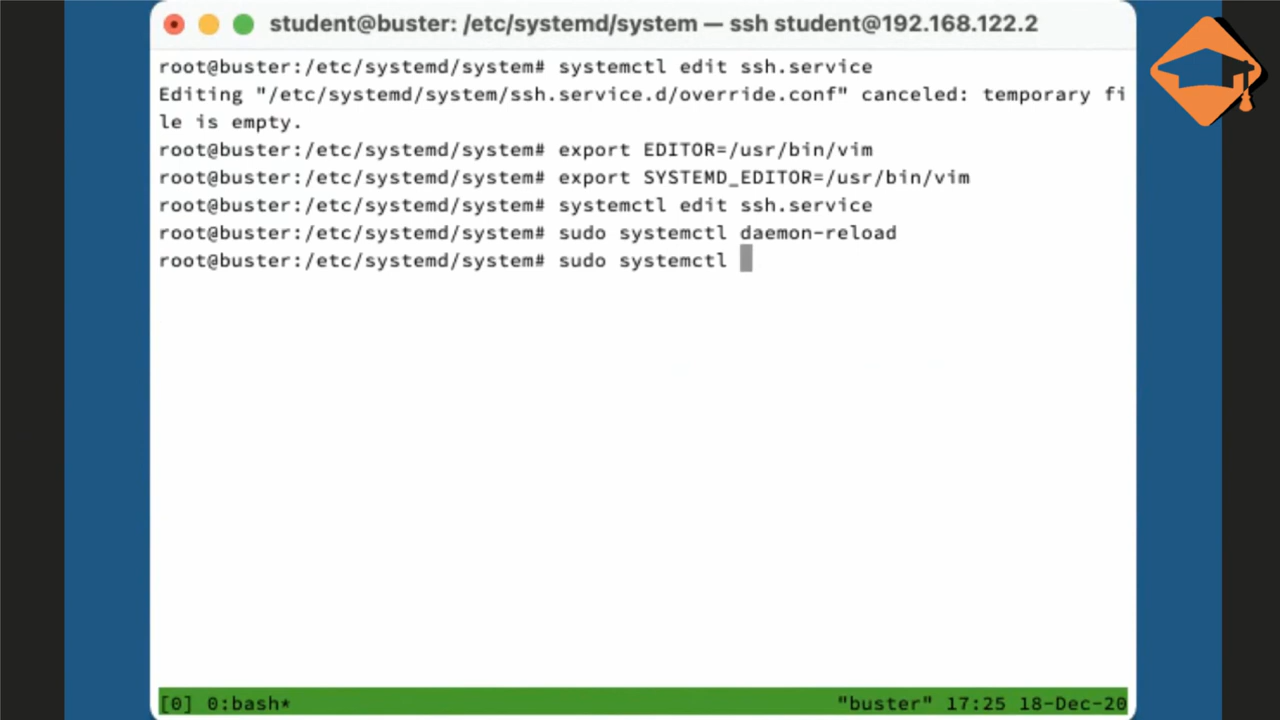 student@buster: /etc/systemd/system — ssh student@192.168.122.2
root@buster:/etc/systemd/system# systemctl edit ssh.service
Editing "/etc/systemd/system/ssh.service.d/override.conf" canceled: temporary fi
le is empty.
root@buster:/etc/systemd/system# export EDITOR=/usr/bin/vim
root@buster:/etc/systemd/system# export SYSTEMD_EDITOR=/usr/bin/vim
root@buster:/etc/systemd/system# systemctl edit ssh.service
root@buster:/etc/systemd/system# sudo systemctl daemon-reload
root@buster:/etc/systemd/system# sudo systemctl
[0] 0:bash* "buster" 17:25 18-Dec-20